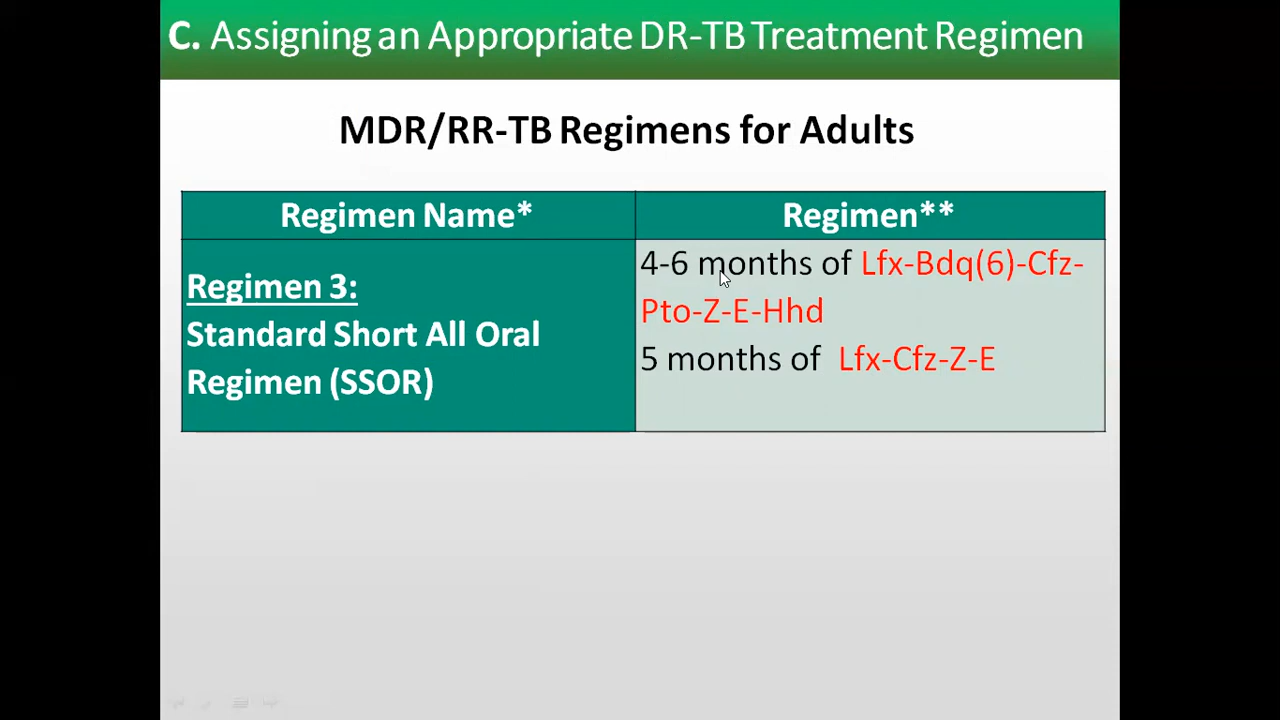 C. Assigning an Appropriate DR-TB Treatment Regimen
MDR/RR-TB Regimens for Adults
Regimen Name*
Regimen**
Regimen 3:
Standard Short All Oral
Regimen (SSOR)
4-6 months of Lfx-Bdq(6)-Cfz-
Pto-Z-E-Hhd
5 months of Lfx-Cfz-Z-E